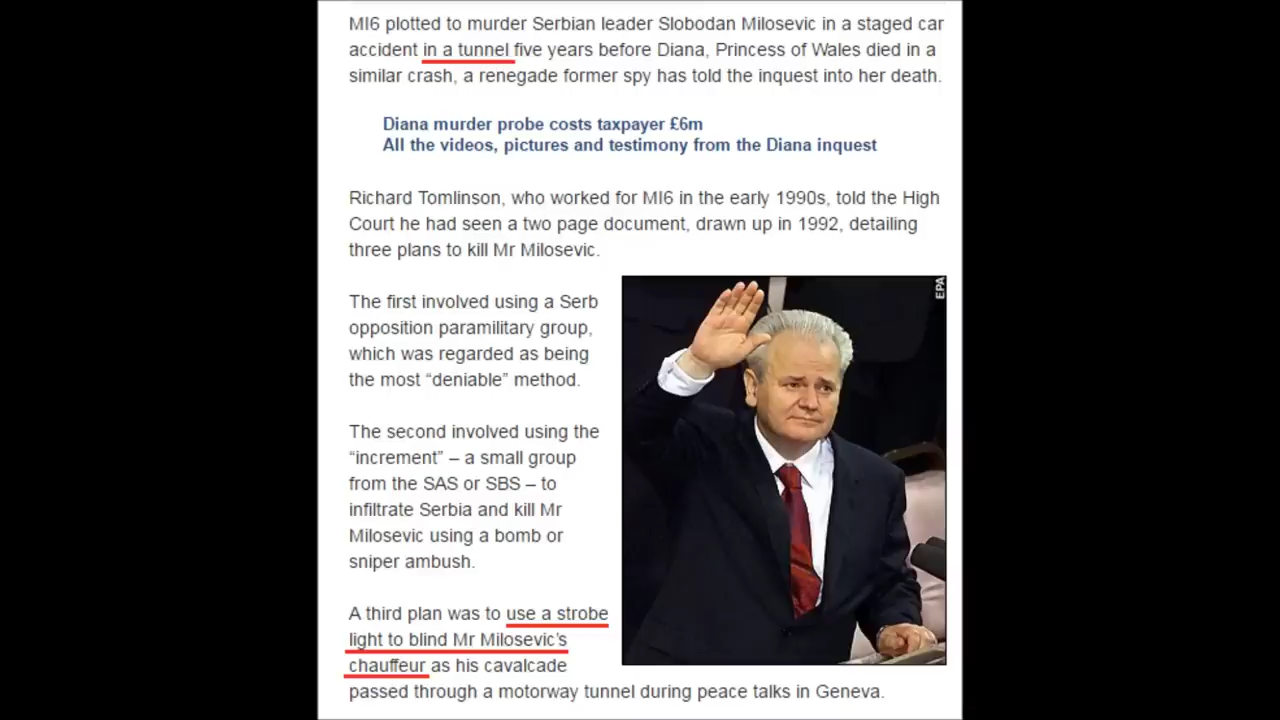 MI6 plotted to murder Serbian leader Slobodan Milosevic in a staged car
accident in a tunnel five years before Diana, Princess of Wales died in a
similar crash, a renegade former spy has told the inquest into her death.
Diana murder probe costs taxpayer £6m
All the videos, pictures and testimony from the Diana inquest
Richard Tomlinson, who worked for MI6 in the early 1990s, told the High
Court he had seen a two page document, drawn up in 1992, detailing
three plans to kill Mr Milosevic.
The first involved using a Serb
opposition paramilitary group,
which was regarded as being
the most “deniable” method.
The second involved using the
“increment” – a small group
from the SAS or SBS – to
infiltrate Serbia and kill Mr
Milosevic using a bomb or
sniper ambush.
A third plan was to use a strobe
light to blind Mr Milosevic’s
chauffeur as his cavalcade
passed through a motorway tunnel during peace talks in Geneva.
EPA